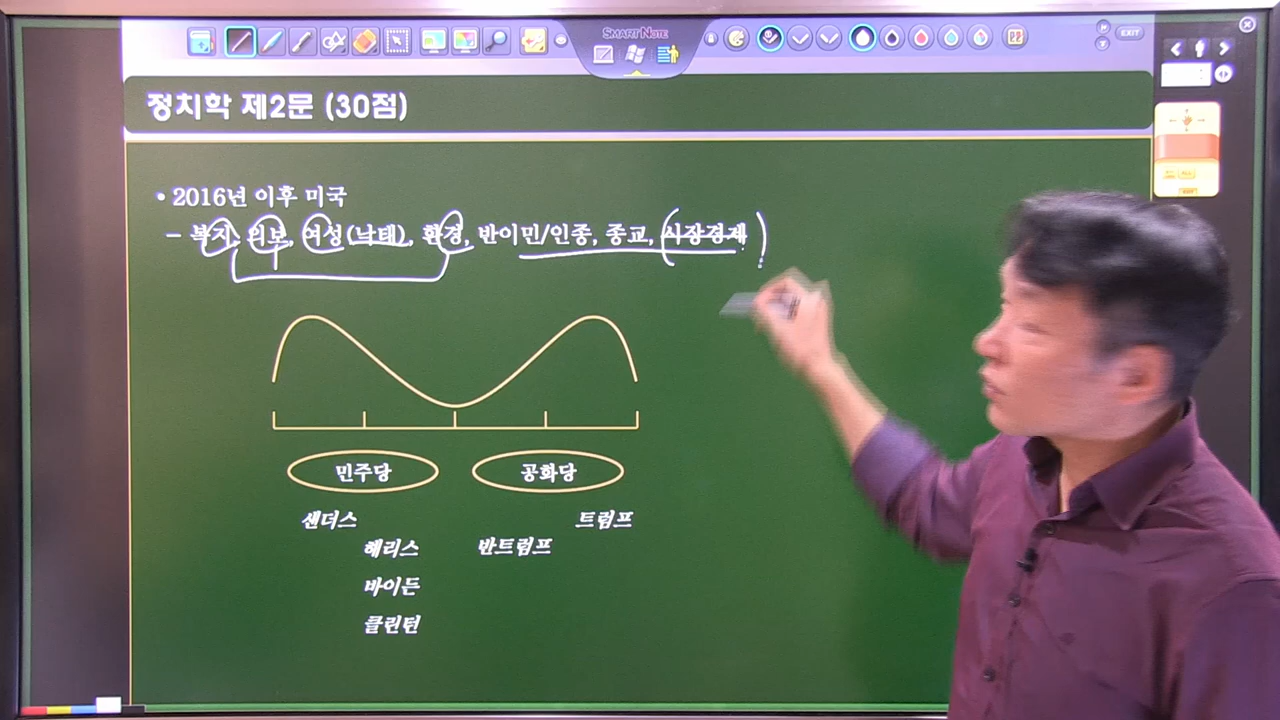 SMART NOTE
EXIT
정치학 제2문 (30점)
• 2016년 이후 미국
– 복지, 의보, 여성(낙태), 환경, 반이민/인종, 종교, 시장경제
민주당 공화당
샌더스 트럼프
해리스 반트럼프
바이든
클린턴